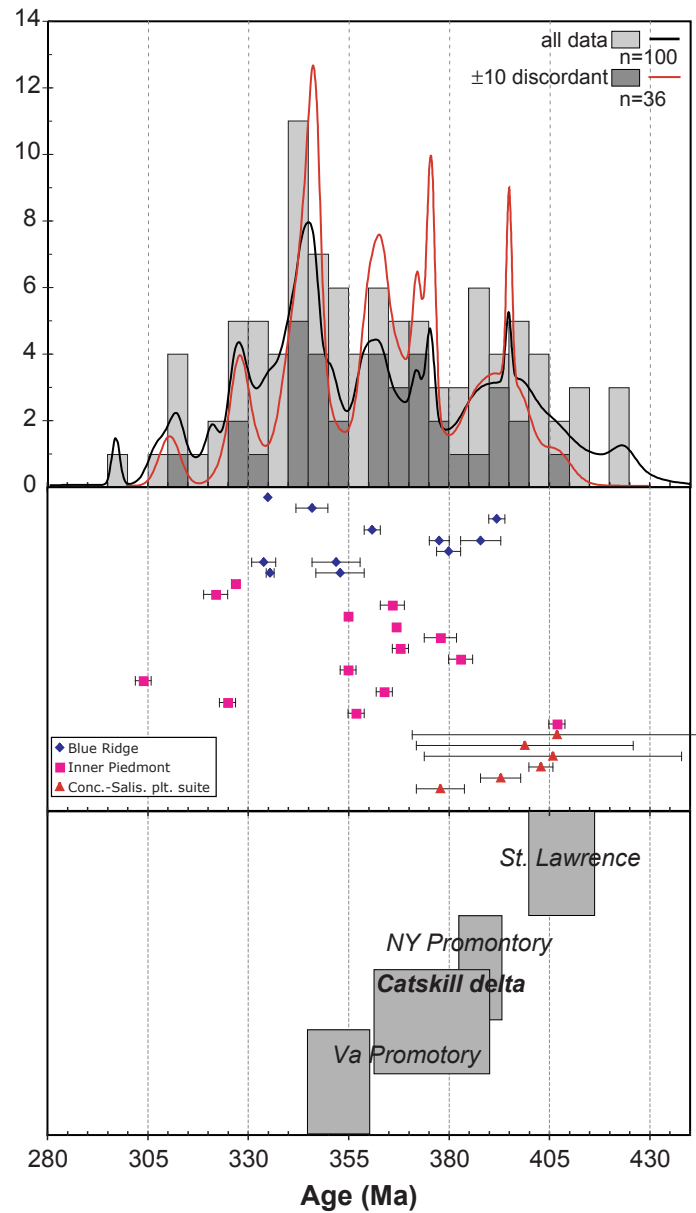 14
12
10
8
6
4
2
0
all data
n=100
±10 discordant
n=36
Blue Ridge
Inner Piedmont
Conc.-Salis. plt. suite
St. Lawrence
NY Promontory
Catskill delta
Va Promotory
280 305 330 355 380 405 430
Age (Ma)